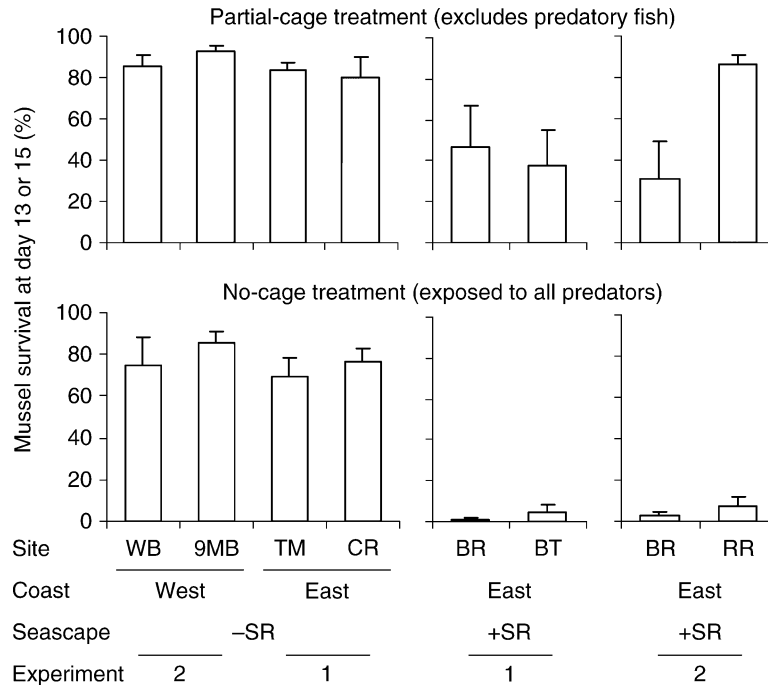 Partial-cage treatment (excludes predatory fish)
Mussel survival at day 13 or 15 (%)
100
80
60
40
20
0
No-cage treatment (exposed to all predators)
100
80
60
40
20
0
Site WB 9MB TM CR BR BT BR RR
Coast West East East East
Seascape –SR +SR +SR
Experiment 2 1 1 2